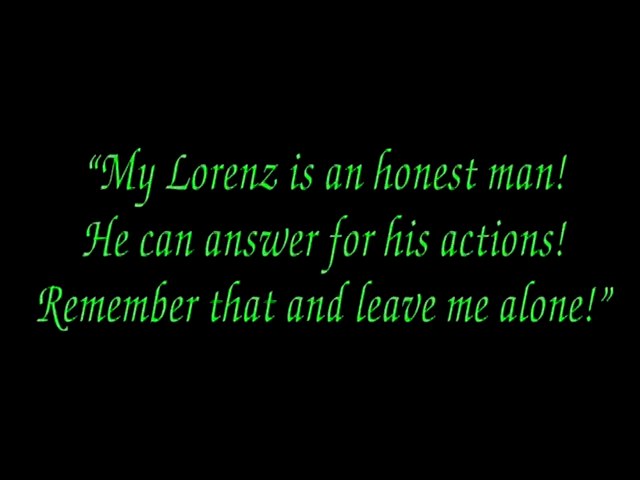 “My Lorenz is an honest man!
He can answer for his actions!
Remember that and leave me alone!”